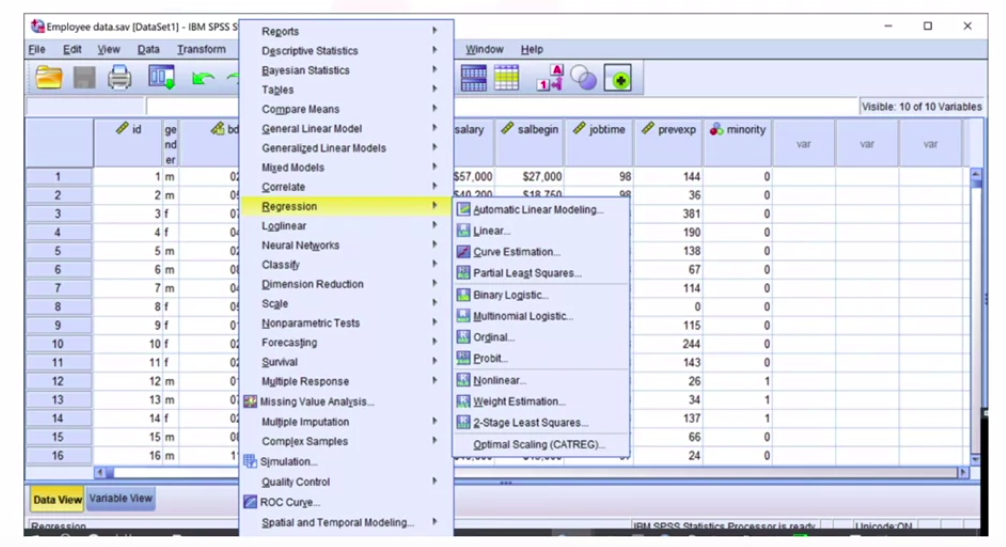 Employee data.sav [DataSet1] - IBM SPSS S
File Edit View Data Transform Window Help
Visible: 10 of 10 Variables
id gender bd salary salbegin jobtime prevexp minority var var var
1 1 m 02 $57,000 $27,000 98 144 0
2 2 m 05 $40,200 $18,750 98 36 0
3 3 f 07 381 0
4 4 f 04 190 0
5 5 m 02 138 0
6 6 m 08 67 0
7 7 m 04 114 0
8 8 f 05 0 0
9 9 f 01 115 0
10 10 f 02 244 0
11 11 f 02 143 0
12 12 m 01 26 1
13 13 m 07 34 1
14 14 f 02 137 1
15 15 m 08 66 0
16 16 m 24 0
Reports
Descriptive Statistics
Bayesian Statistics
Tables
Compare Means
General Linear Model
Generalized Linear Models
Mixed Models
Correlate
Regression
Loglinear
Neural Networks
Classify
Dimension Reduction
Scale
Nonparametric Tests
Forecasting
Survival
Multiple Response
Missing Value Analysis...
Multiple Imputation
Complex Samples
Simulation...
Quality Control
ROC Curve...
Spatial and Temporal Modeling...
Automatic Linear Modeling...
Linear...
Curve Estimation...
Partial Least Squares...
Binary Logistic...
Multinomial Logistic...
Ordinal...
Probit...
Nonlinear...
Weight Estimation...
2-Stage Least Squares...
Optimal Scaling (CATREG)...
Data View Variable View
Regression IBM SPSS Statistics Processor is ready Unicode:ON